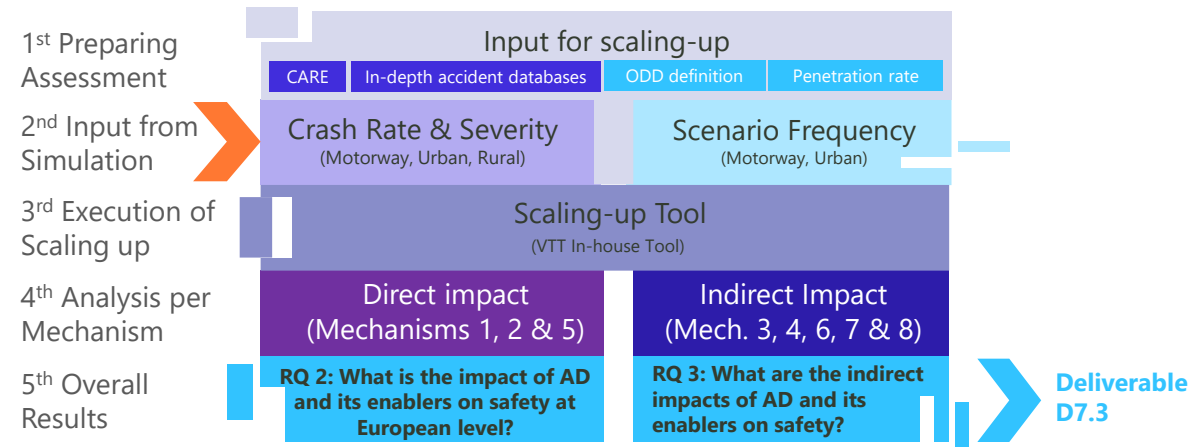 1st Preparing
Assessment
Input for scaling-up
CARE
In-depth accident databases
ODD definition
Penetration rate
2nd Input from
Simulation
Crash Rate & Severity
(Motorway, Urban, Rural)
Scenario Frequency
(Motorway, Urban)
3rd Execution of
Scaling up
Scaling-up Tool
(VTT In-house Tool)
4th Analysis per
Mechanism
Direct impact
(Mechanisms 1, 2 & 5)
Indirect Impact
(Mech. 3, 4, 6, 7 & 8)
5th Overall
Results
RQ 2: What is the impact of AD
and its enablers on safety at
European level?
RQ 3: What are the indirect
impacts of AD and its
enablers on safety?
Deliverable
D7.3